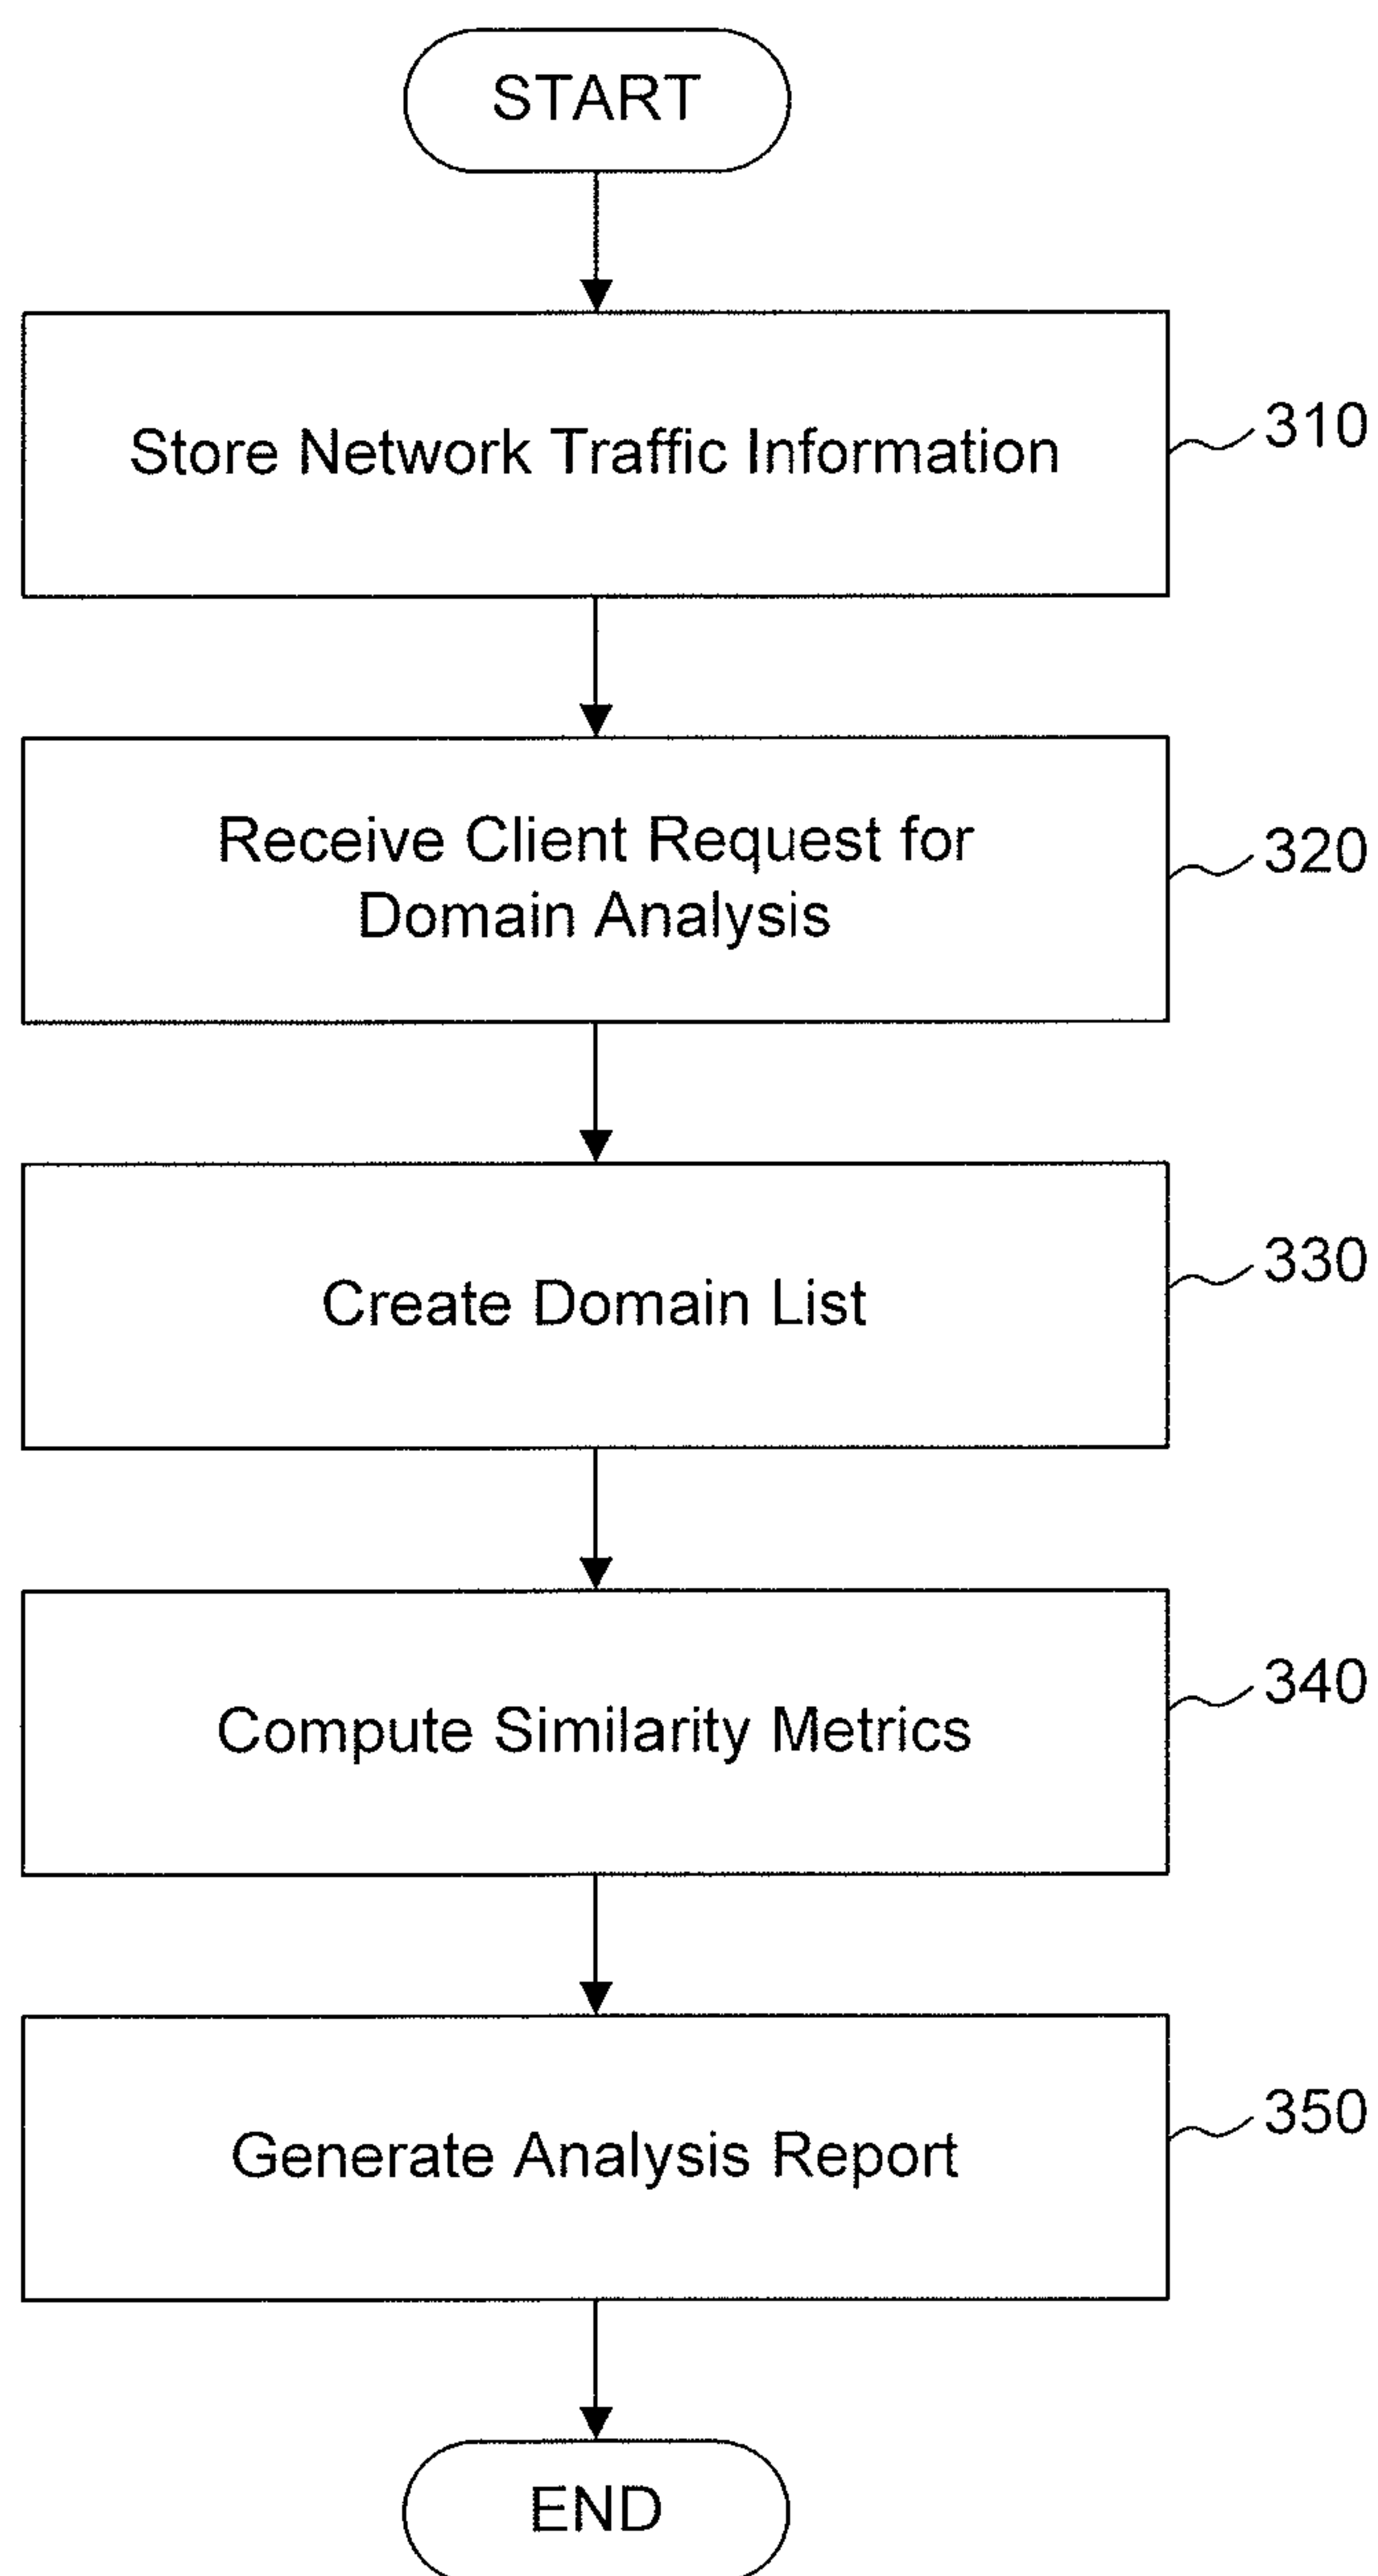 START
Store Network Traffic Information
310
Receive Client Request for
Domain Analysis
320
Create Domain List
330
Compute Similarity Metrics
340
Generate Analysis Report
350
END